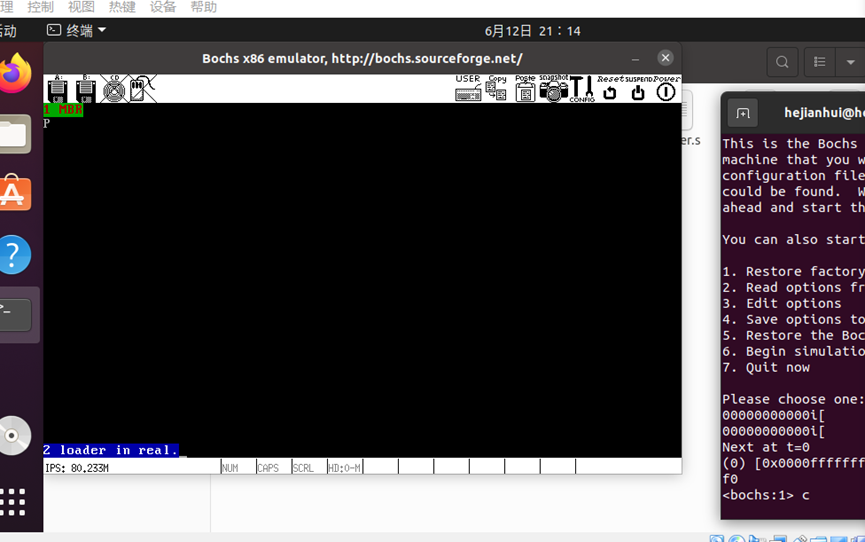 理 控制 视图 热键 设备 帮助
活动
终端
6月12日 21：14
Bochs x86 emulator, http://bochs.sourceforge.net/
A: B: CD
USER Copy Paste snapshot CONFIG Reset SUSPEND Power
1 MBR
P
2 loader in real.
IPS: 80.233M NUM CAPS SCRL HD:0-M
er.s
hejianhui@he
This is the Bochs
machine that you w
configuration file
could be found. W
ahead and start th
You can also start
1. Restore factory
2. Read options fr
3. Edit options
4. Save options to
5. Restore the Boc
6. Begin simulatio
7. Quit now
Please choose one:
00000000000i[
00000000000i[
Next at t=0
(0) [0x0000fffffff
f0
<bochs:1> c